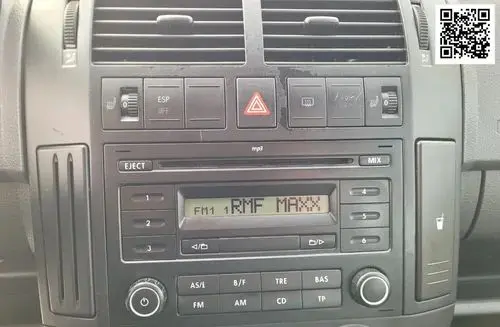 ESP
OFF
mp3
EJECT
MIX
1
4
FM1 1 RMF MAXX
2
5
3
6
AS/i
B/F
TRE
BAS
FM
AM
CD
TP